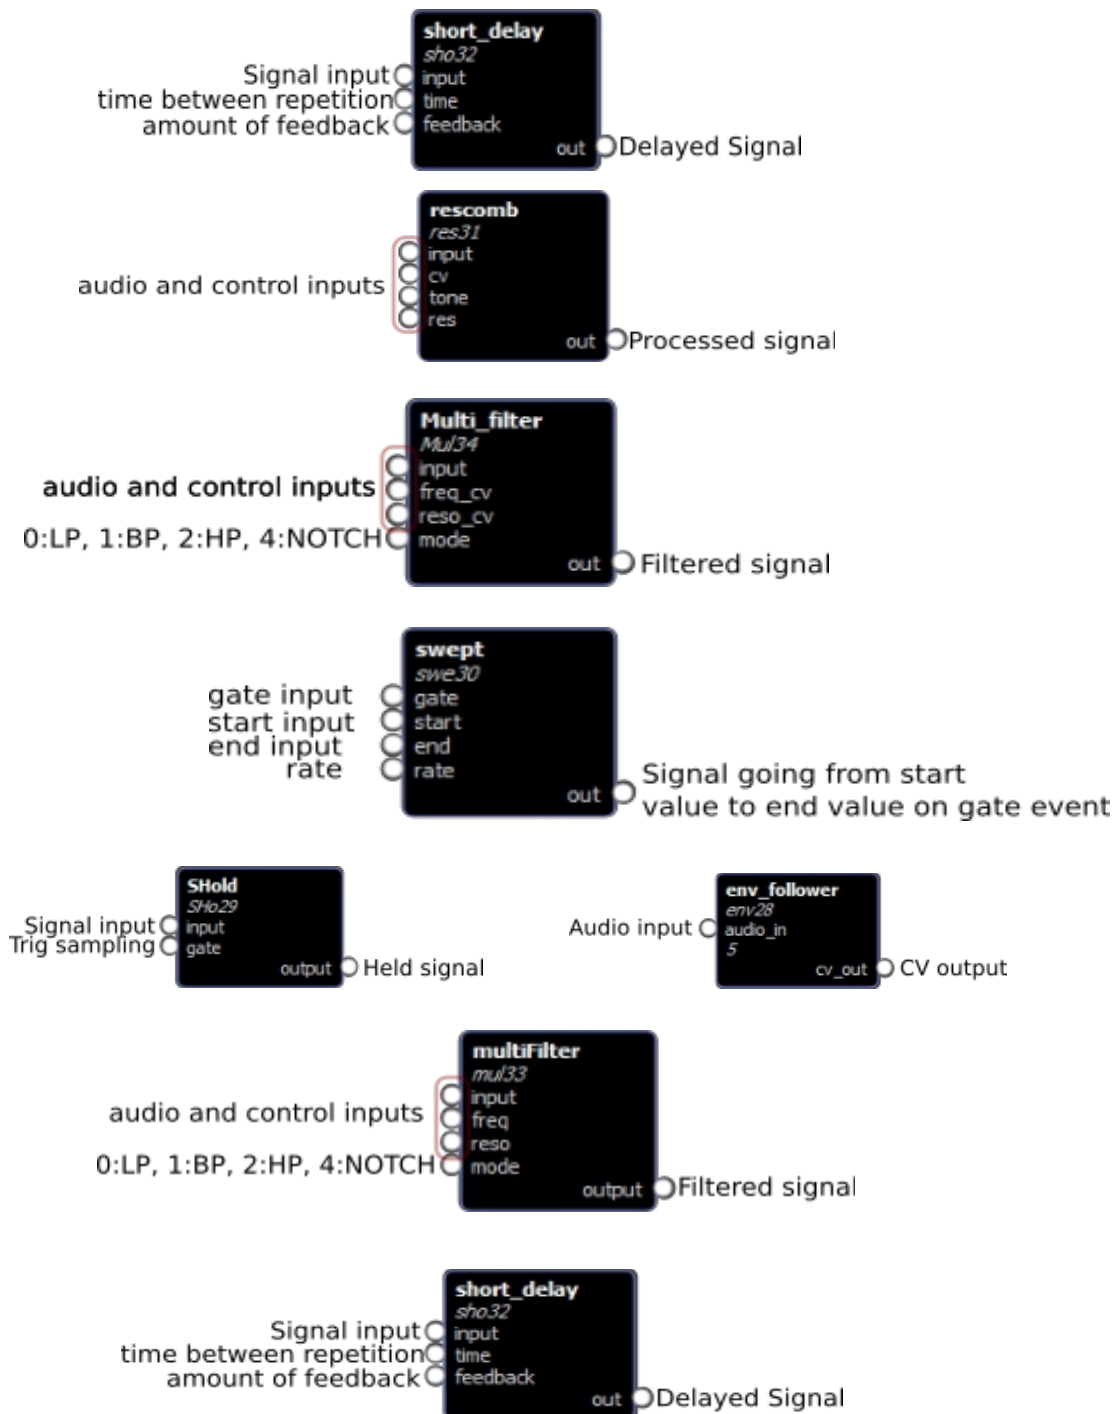 short_delay
sho32
Signal input input
time between repetition time
amount of feedback feedback
out Delayed Signal
rescomb
res31
input
cv
audio and control inputs
tone
res
out Processed signal
Multi_filter
Mul34
input
audio and control inputs freq_cv
reso_cv
0:LP, 1:BP, 2:HP, 4:NOTCH mode
out Filtered signal
swept
swe30
gate input gate
start input start
end input end
rate rate
out Signal going from start
value to end value on gate event
SHold
SHo29
Signal input input
Trig sampling gate
output Held signal
env_follower
env28
Audio input audio_in
5
cv_out CV output
multiFilter
mul33
input
audio and control inputs freq
reso
0:LP, 1:BP, 2:HP, 4:NOTCH mode
output Filtered signal
short_delay
sho32
Signal input input
time between repetition time
amount of feedback feedback
out Delayed Signal